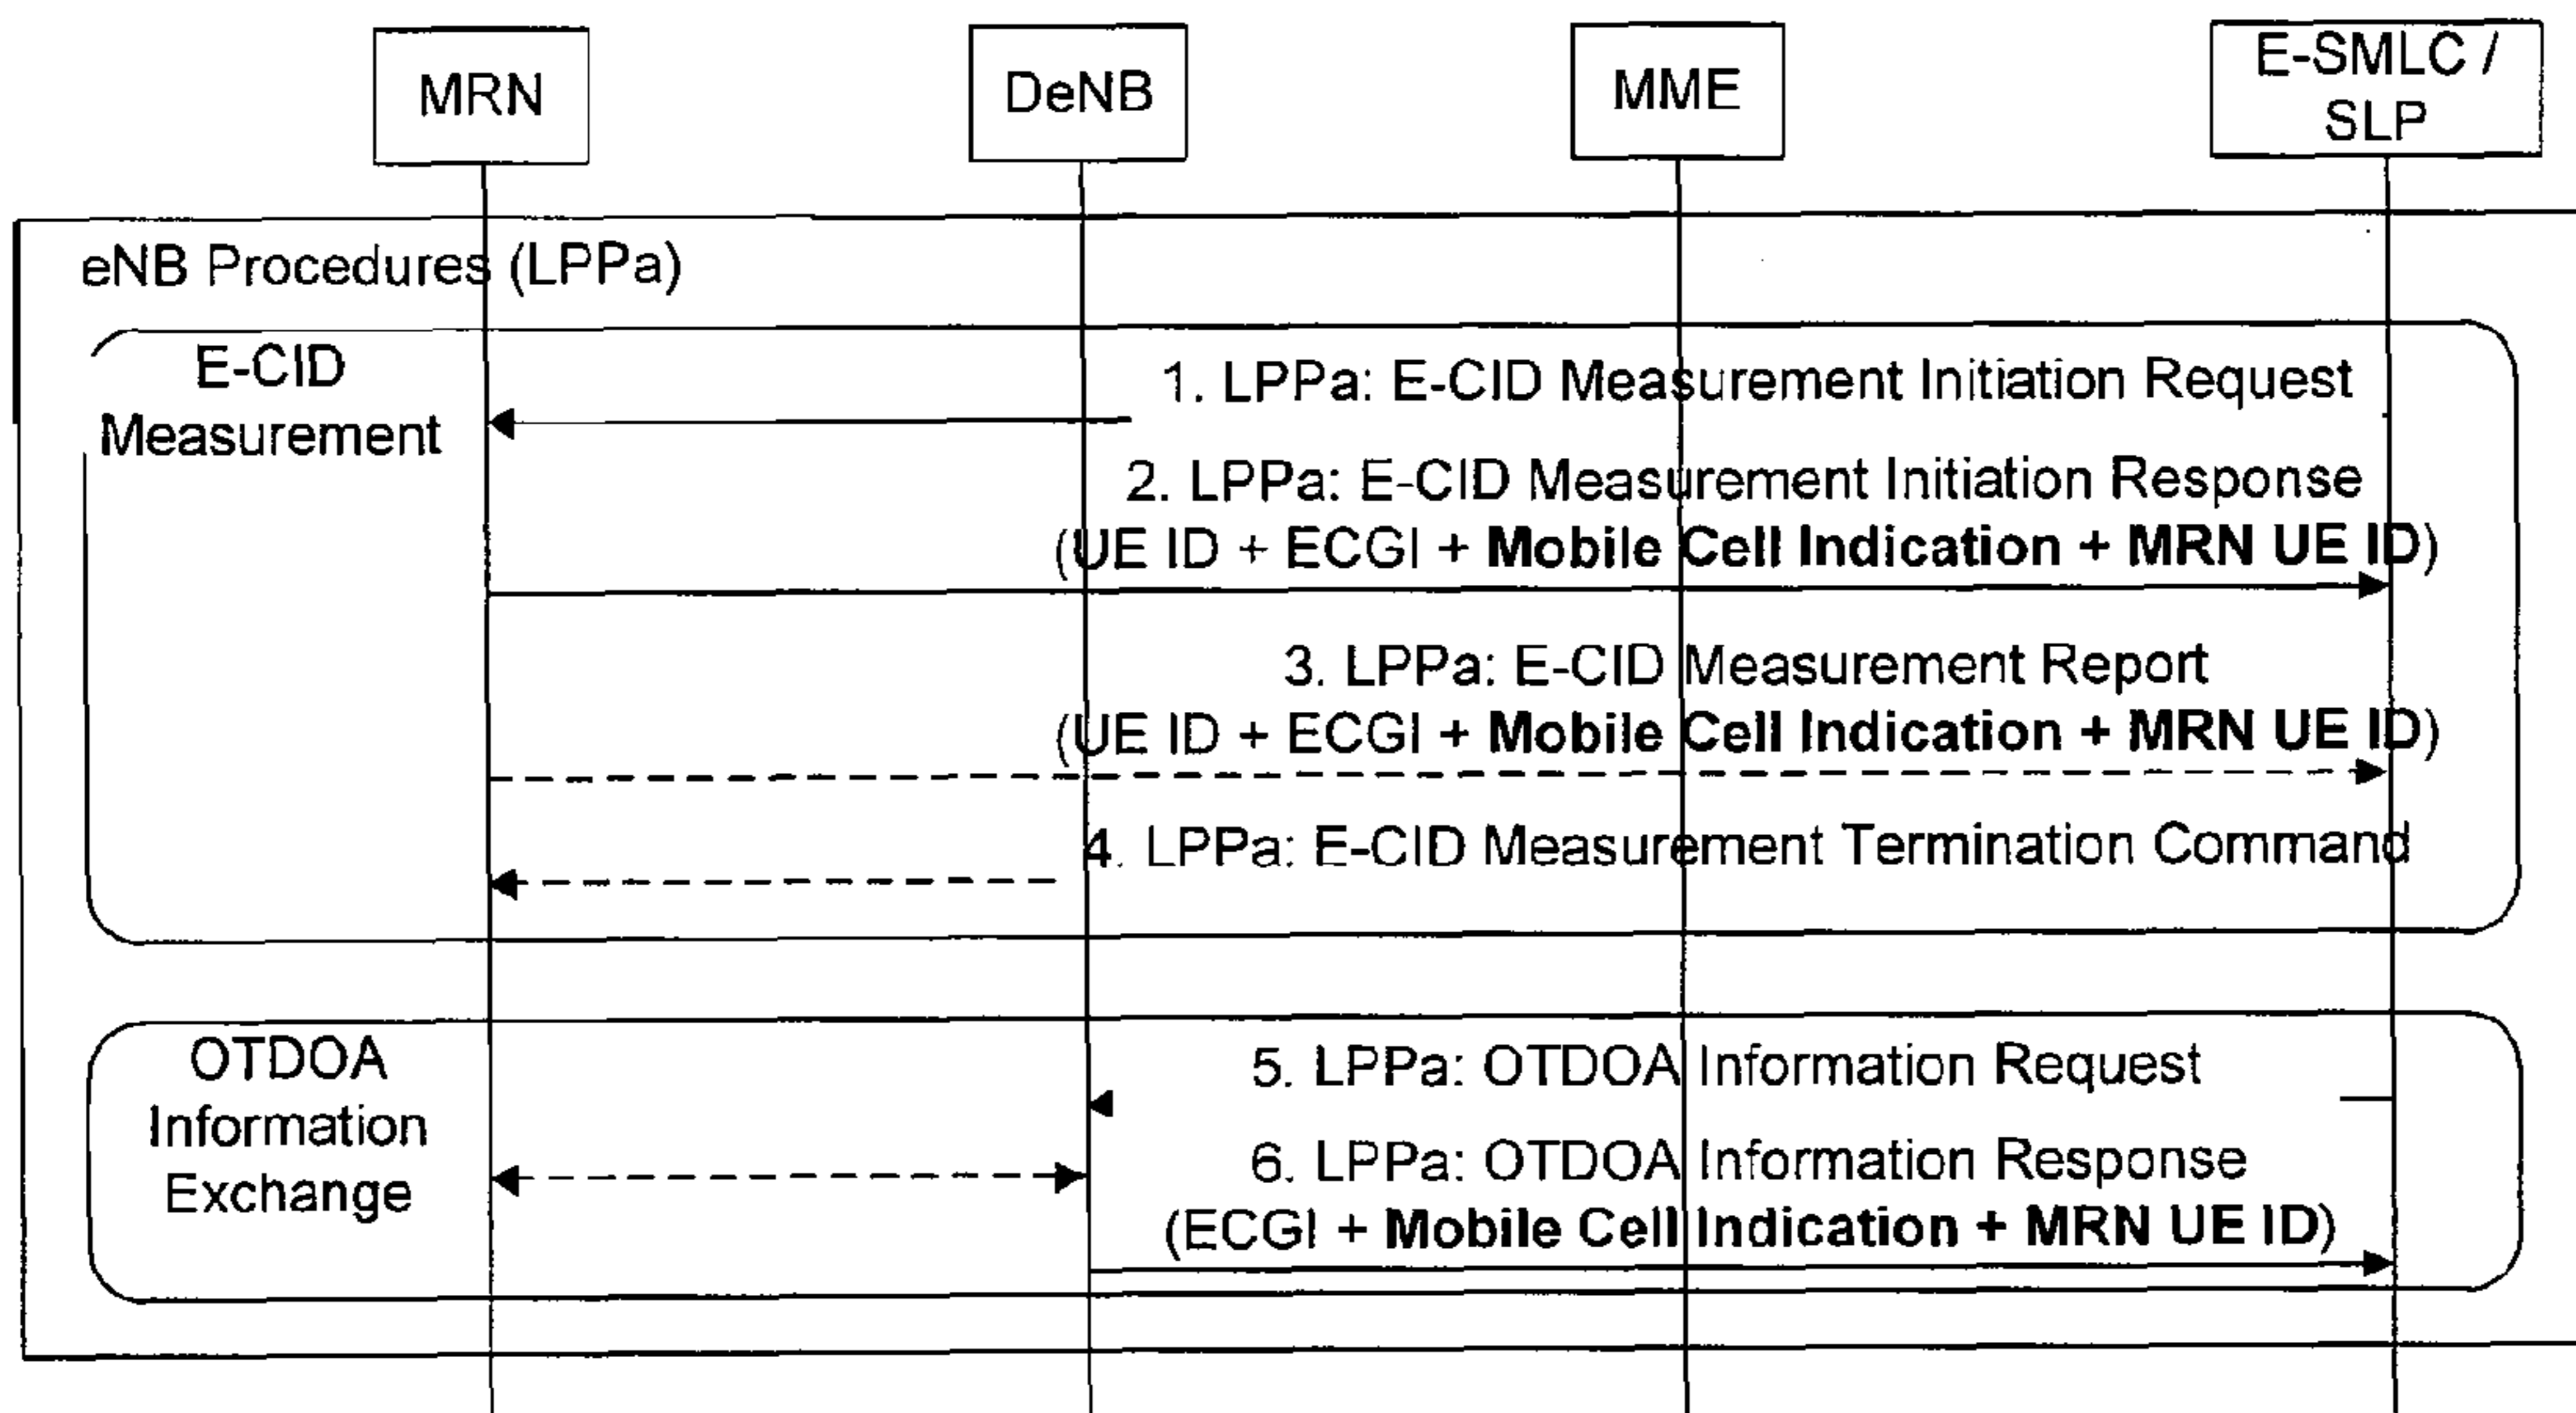 MRN
DeNB
MME
E-SMLC /
SLP
eNB Procedures (LPPa)
E-CID
Measurement
1. LPPa: E-CID Measurement Initiation Request
2. LPPa: E-CID Measurement Initiation Response
(UE ID + ECGI + Mobile Cell Indication + MRN UE ID)
3. LPPa: E-CID Measurement Report
(UE ID + ECGI + Mobile Cell Indication + MRN UE ID)
4. LPPa: E-CID Measurement Termination Command
OTDOA
Information
Exchange
5. LPPa: OTDOA Information Request
6. LPPa: OTDOA Information Response
(ECGI + Mobile Cell Indication + MRN UE ID)